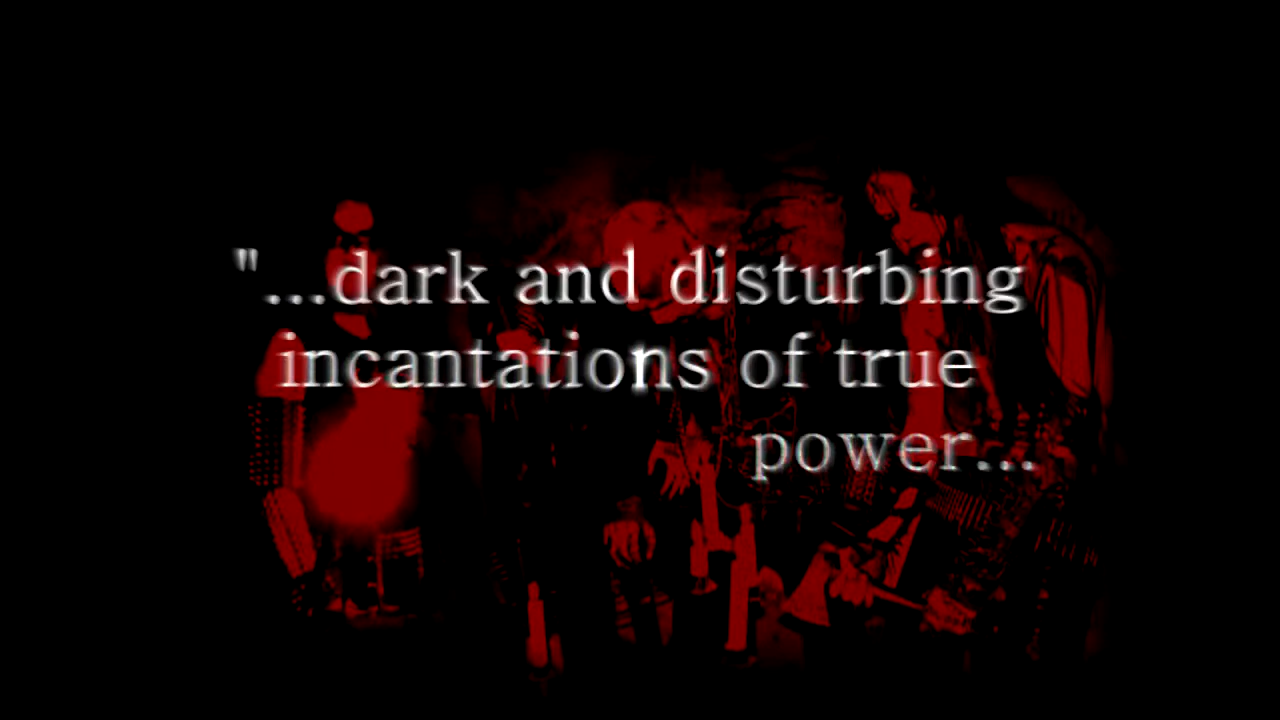 "...dark and disturbing
incantations of true
power...